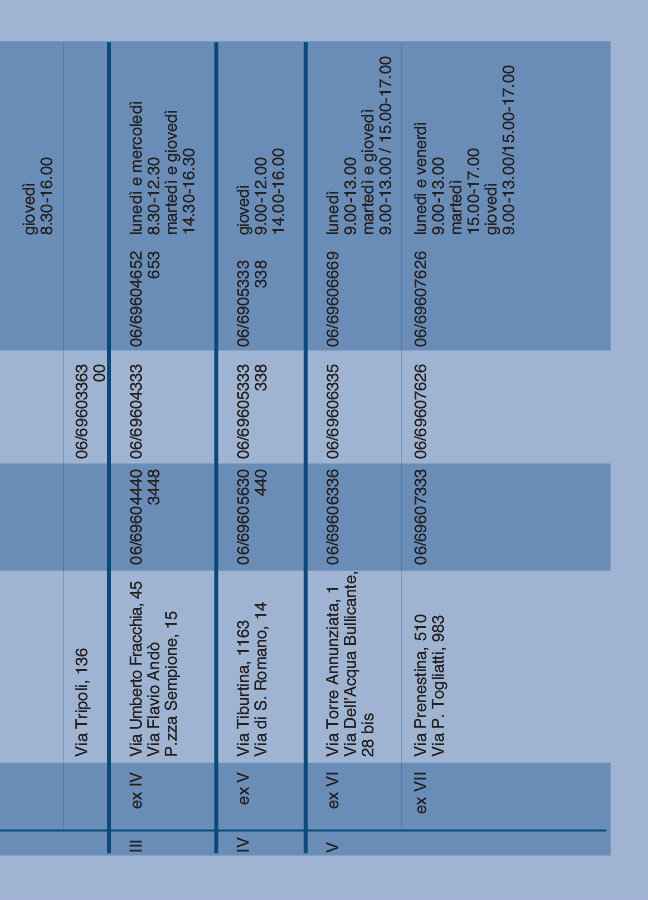 giovedì
8.30-16.00
Via Tripoli, 136
06/69603363
00
III
ex IV
Via Umberto Fracchia, 45
Via Flavio Andò
P.zza Sempione, 15
06/69604440
3448
06/69604333
06/69604652
653
lunedì e mercoledì
8.30-12.30
martedì e giovedì
14.30-16.30
IV
ex V
Via Tiburtina, 1163
Via di S. Romano, 14
06/69605630
440
06/69605333
338
06/6905333
338
giovedì
9.00-12.00
14.00-16.00
V
ex VI
Via Torre Annunziata, 1
Via Dell'Acqua Bullicante,
28 bis
06/69606336
06/69606335
06/69606669
lunedì
9.00-13.00
martedì e giovedì
9.00-13.00 / 15.00-17.00
ex VII
Via Prenestina, 510
Via P. Togliatti, 983
06/69607333
06/69607626
06/69607626
lunedì e venerdì
9.00-13.00
martedì
15.00-17.00
giovedì
9.00-13.00/15.00-17.00